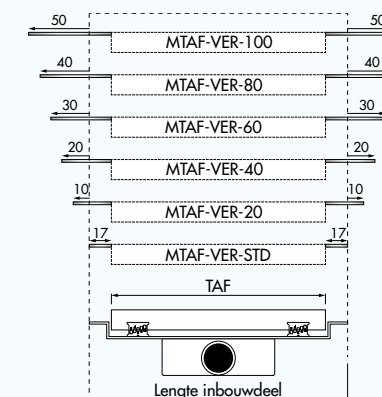 50 50
MTAF-VER-100
40 40
MTAF-VER-80
30 30
MTAF-VER-60
20 20
MTAF-VER-40
10 10
MTAF-VER-20
17 17
MTAF-VER-STD
TAF
Lengte inbouwdeel